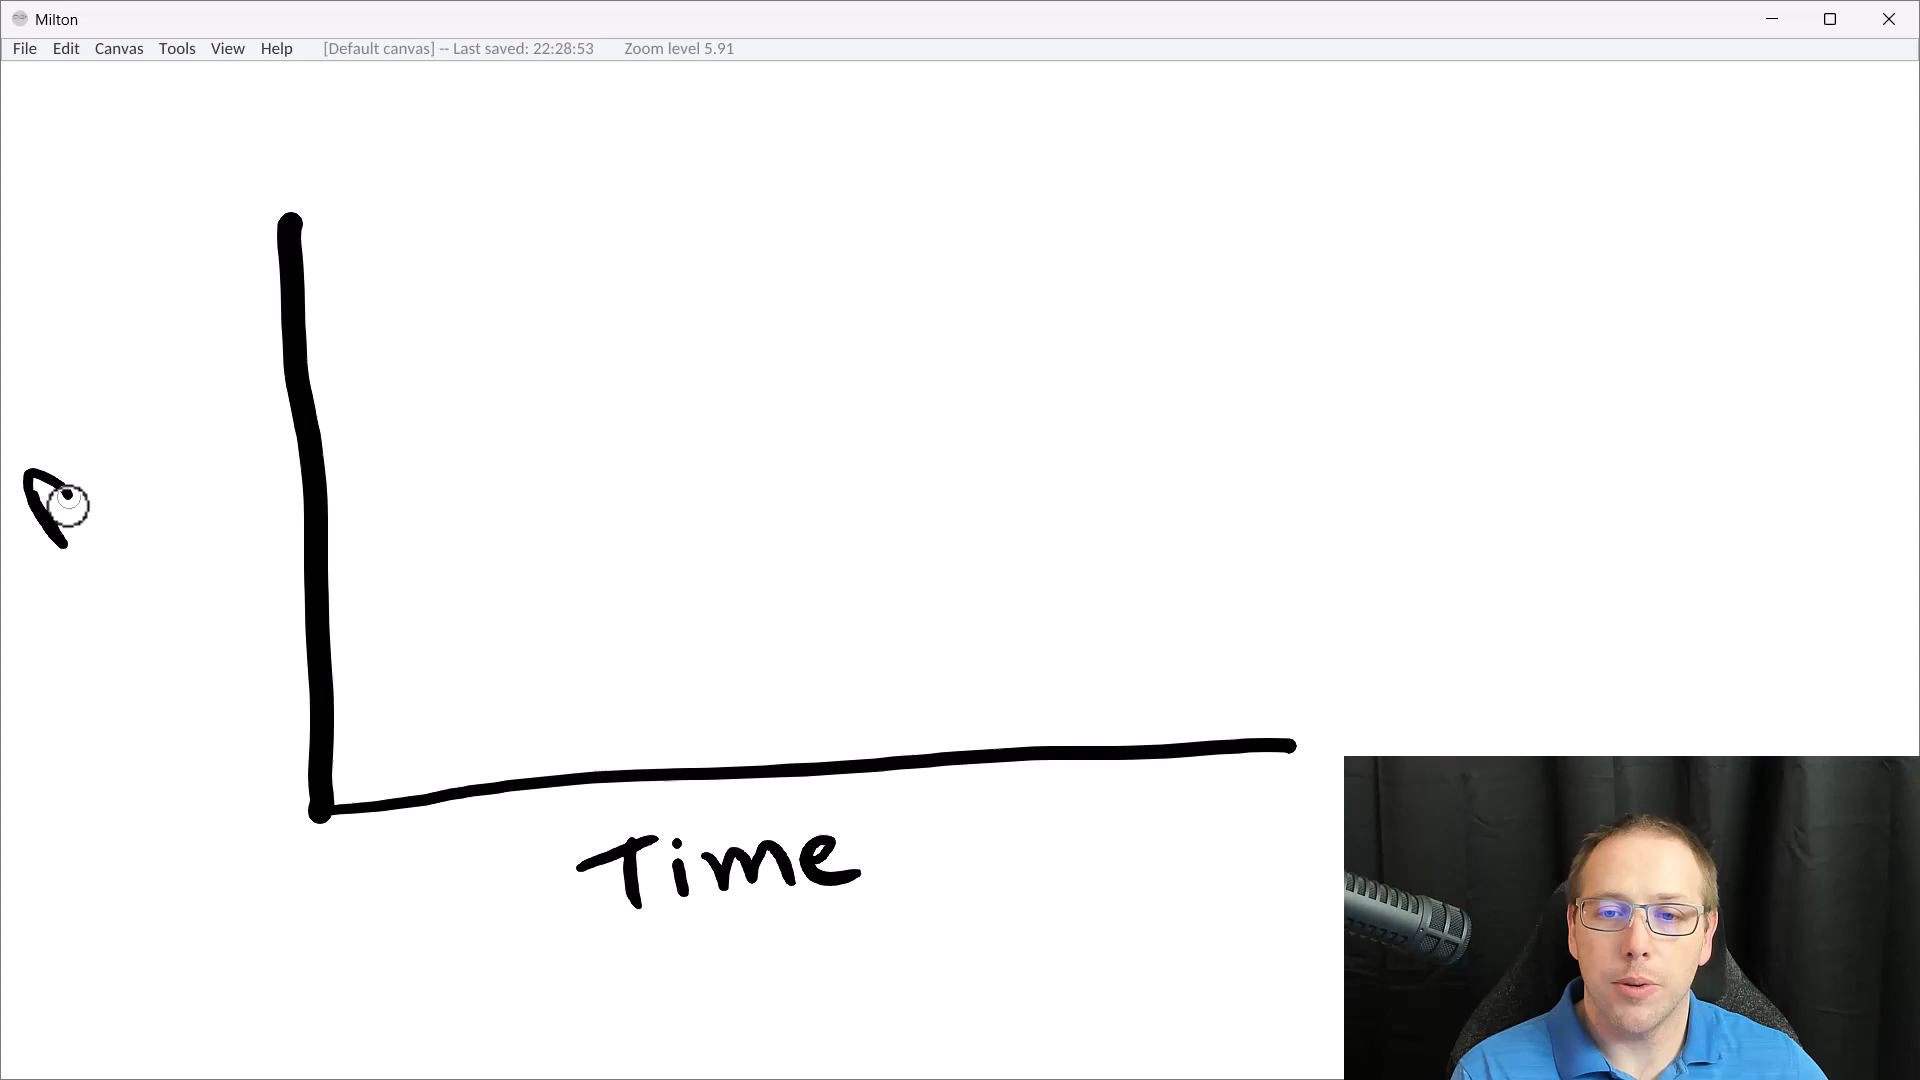 Milton
File Edit Canvas Tools View Help [Default canvas] -- Last saved: 22:28:53 Zoom level 5.91
Time